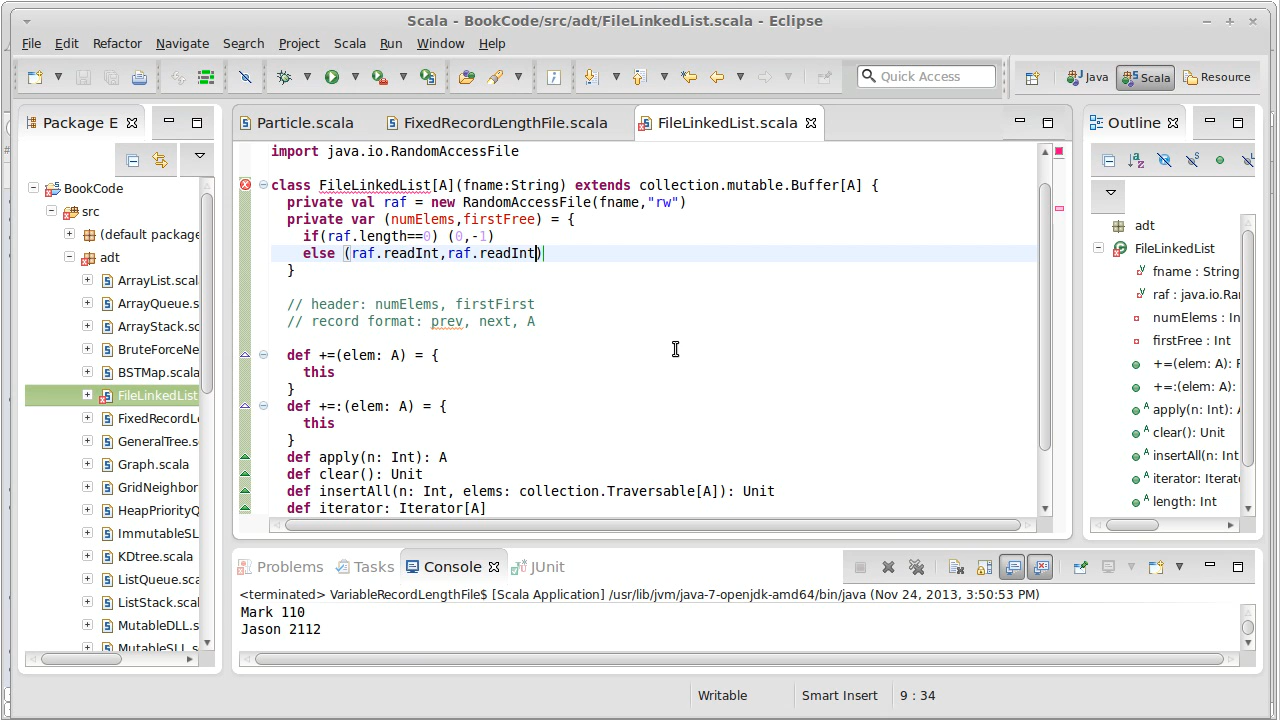 Scala - BookCode/src/adt/FileLinkedList.scala - Eclipse
File Edit Refactor Navigate Search Project Scala Run Window Help
Quick Access
Java Scala Resource
Package E
Particle.scala FixedRecordLengthFile.scala FileLinkedList.scala
Outline
BookCode
src
(default package
adt
ArrayList.scal
ArrayQueue.s
ArrayStack.sc
BruteForceNe
BSTMap.scala
FileLinkedList
FixedRecordLe
GeneralTree.s
Graph.scala
GridNeighbor
HeapPriorityQ
ImmutableSL
KDtree.scala
ListQueue.sca
ListStack.scal
MutableDLL.s
MutableSLL.s
import java.io.RandomAccessFile
class FileLinkedList[A](fname:String) extends collection.mutable.Buffer[A] {
  private val raf = new RandomAccessFile(fname,"rw")
  private var (numElems,firstFree) = {
    if(raf.length==0) (0,-1)
    else (raf.readInt,raf.readInt)
  }
  // header: numElems, firstFirst
  // record format: prev, next, A
  def +=(elem: A) = {
    this
  }
  def +=:(elem: A) = {
    this
  }
  def apply(n: Int): A
  def clear(): Unit
  def insertAll(n: Int, elems: collection.Traversable[A]): Unit
  def iterator: Iterator[A]
adt
FileLinkedList
fname : String
raf : java.io.Rar
numElems : In
firstFree : Int
+=(elem: A): F
+=:(elem: A):
apply(n: Int): A
clear(): Unit
insertAll(n: Int
iterator: Iterat
length: Int
Problems Tasks Console JUnit
<terminated> VariableRecordLengthFile$ [Scala Application] /usr/lib/jvm/java-7-openjdk-amd64/bin/java (Nov 24, 2013, 3:50:53 PM)
Mark 110
Jason 2112
Writable Smart Insert 9 : 34